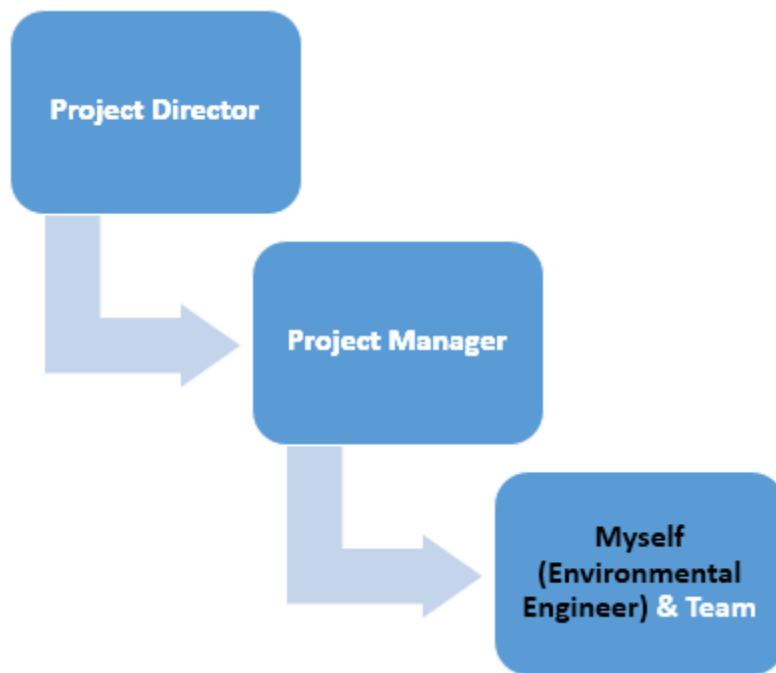 Project Director
Project Manager
Myself
(Environmental
Engineer) & Team